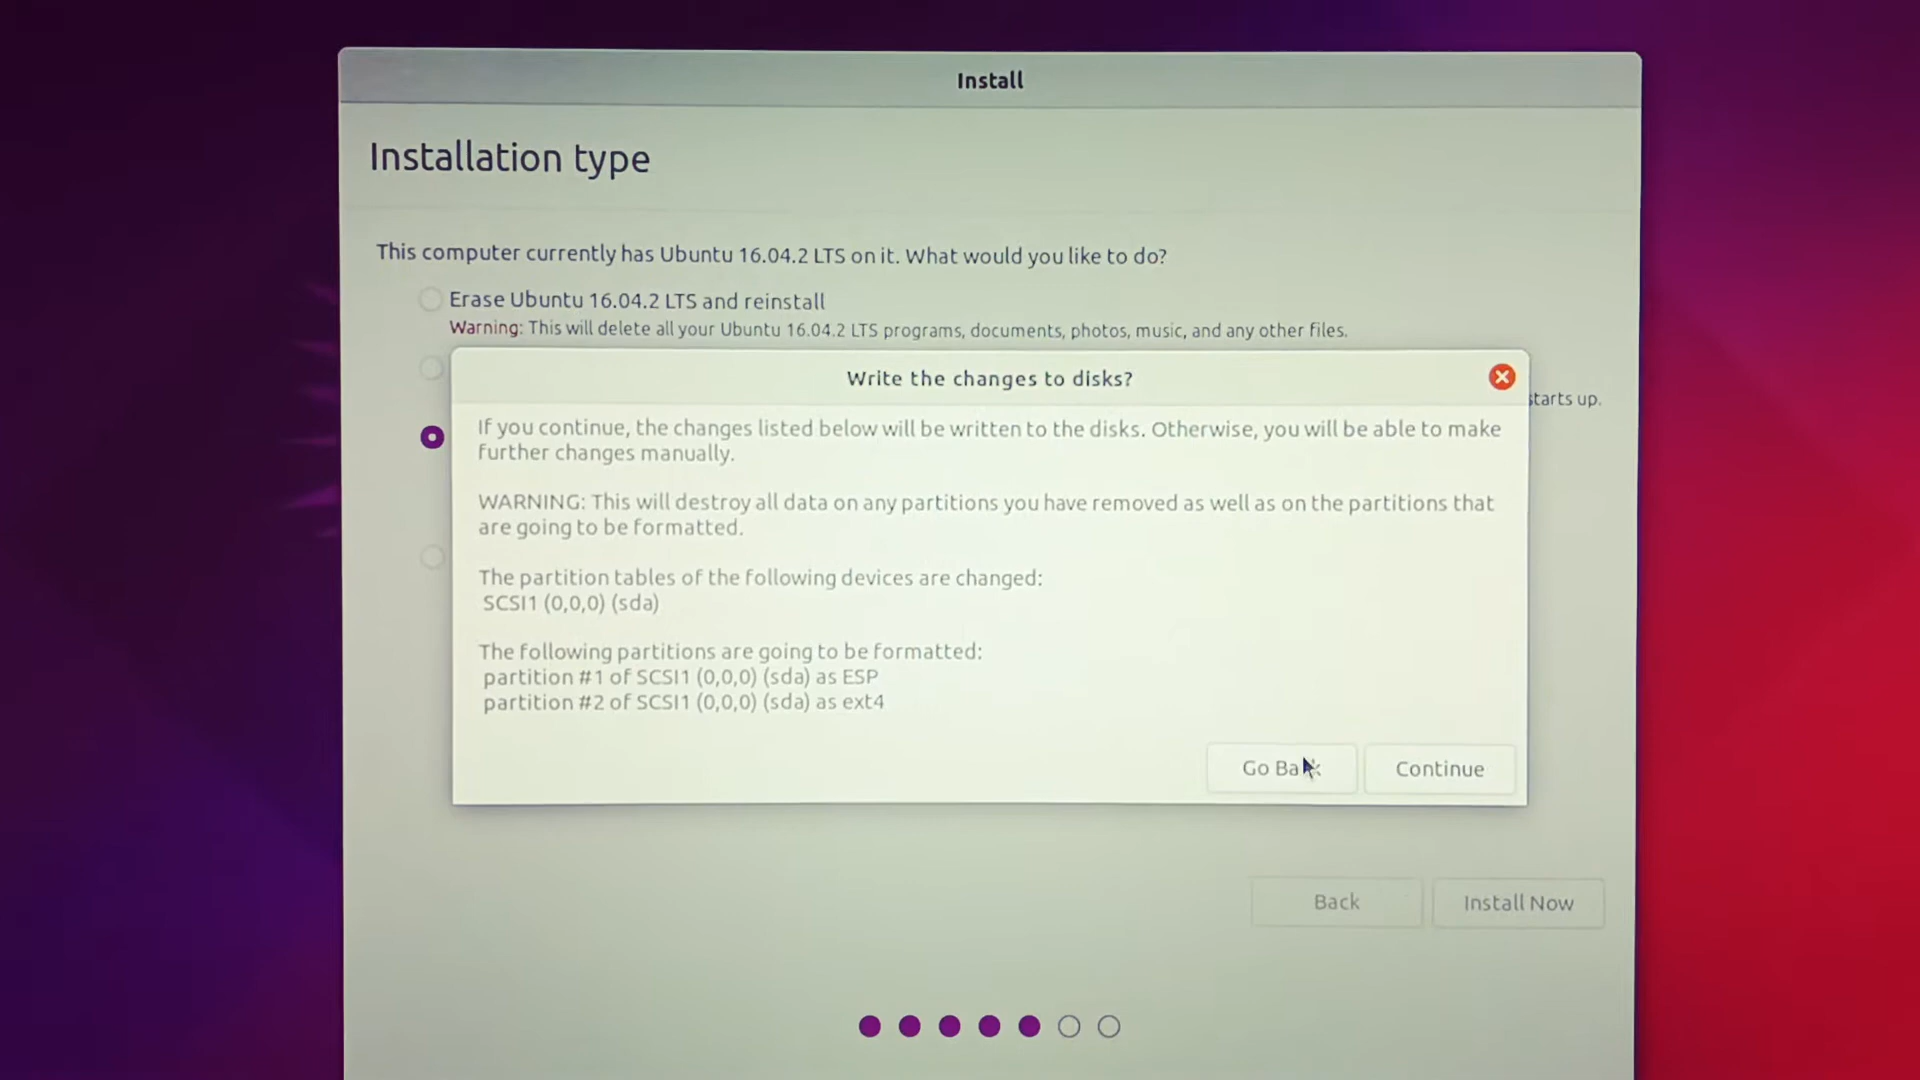 Install
Installation type
This computer currently has Ubuntu 16.04.2 LTS on it. What would you like to do?
Erase Ubuntu 16.04.2 LTS and reinstall
Warning: This will delete all your Ubuntu 16.04.2 LTS programs, documents, photos, music, and any other files.
starts up.
Write the changes to disks?
If you continue, the changes listed below will be written to the disks. Otherwise, you will be able to make
further changes manually.
WARNING: This will destroy all data on any partitions you have removed as well as on the partitions that
are going to be formatted.
The partition tables of the following devices are changed:
SCSI1 (0,0,0) (sda)
The following partitions are going to be formatted:
partition #1 of SCSI1 (0,0,0) (sda) as ESP
partition #2 of SCSI1 (0,0,0) (sda) as ext4
Go Back
Continue
Back
Install Now